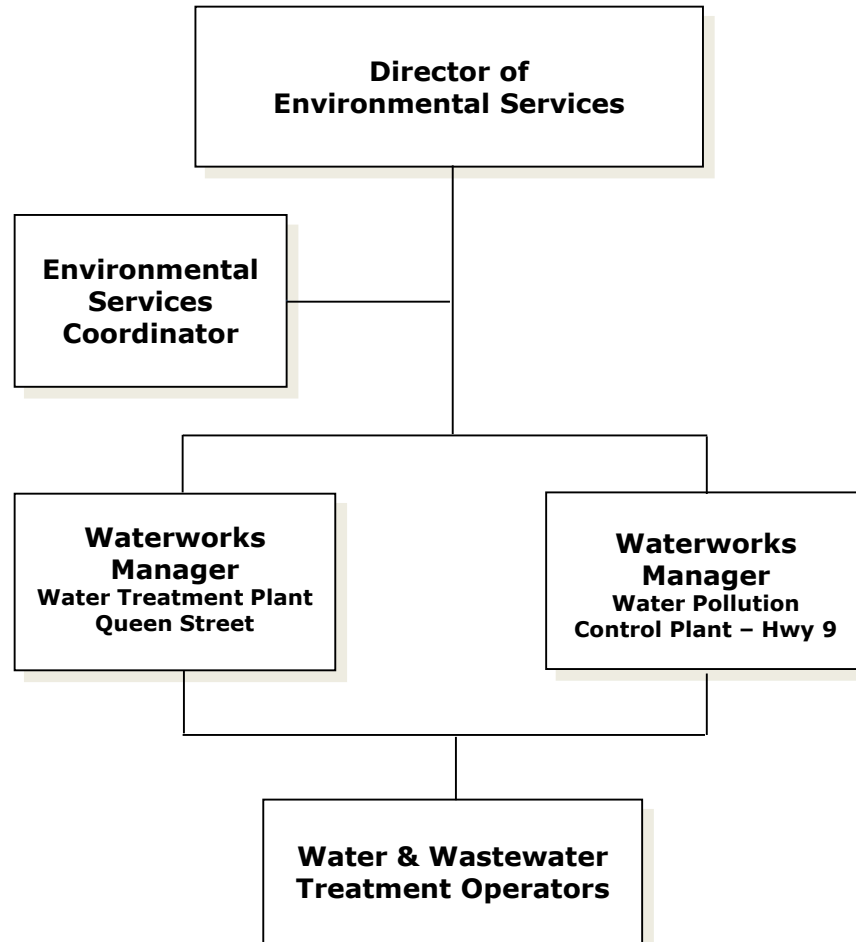 Director of
Environmental Services
Environmental
Services
Coordinator
Waterworks
Manager
Water Treatment Plant
Queen Street
Waterworks
Manager
Water Pollution
Control Plant – Hwy 9
Water & Wastewater
Treatment Operators